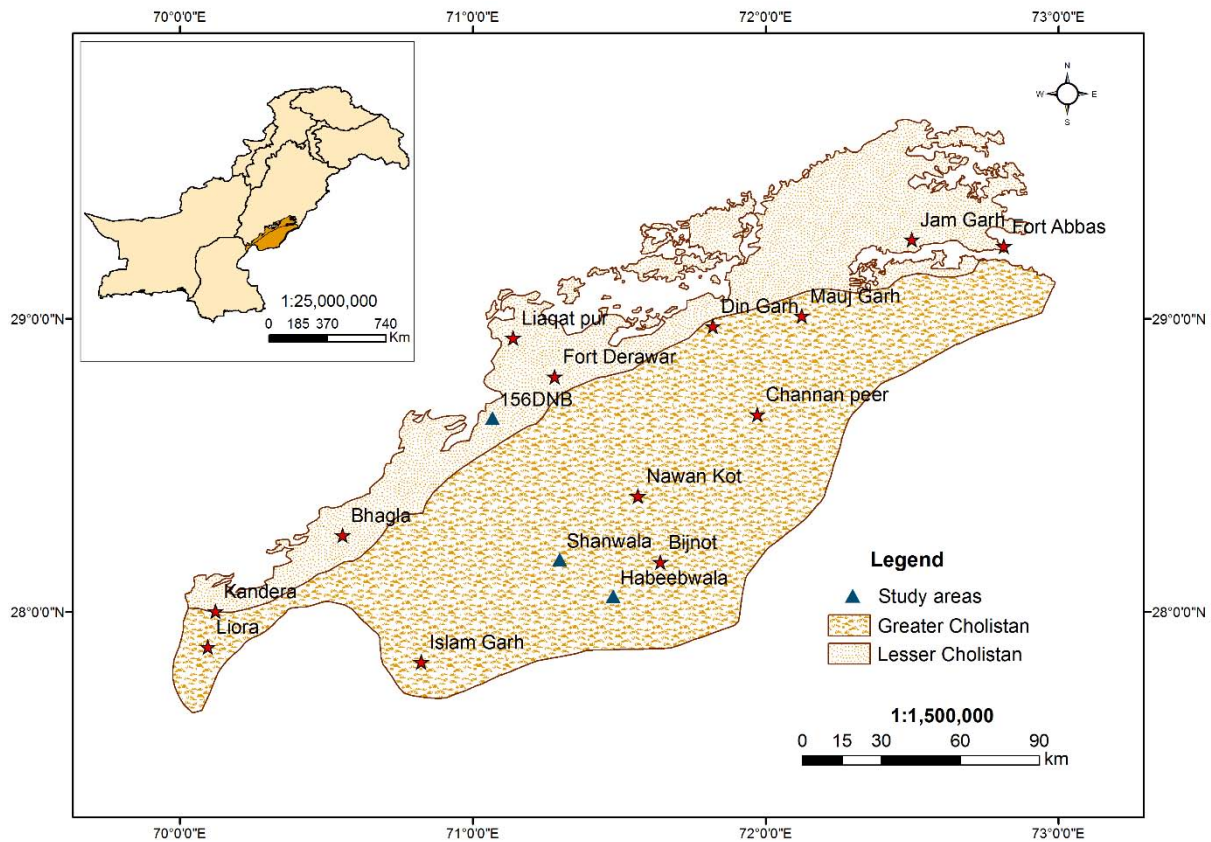 70°0'0"E
71°0'0"E
72°0'0"E
73°0'0"E
N
W
E
S
1:25,000,000
0 185 370 740
Km
29°0'0"N
29°0'0"N
28°0'0"N
28°0'0"N
Jam Garh
Fort Abbas
Din Garh
Mauj Garh
Liaqat pur
Fort Derawar
156DNB
Channan peer
Nawan Kot
Bhagla
Shanwala
Bijnot
Habeebwala
Kandera
Liora
Islam Garh
Legend
Study areas
Greater Cholistan
Lesser Cholistan
1:1,500,000
0 15 30 60 90
km
70°0'0"E
71°0'0"E
72°0'0"E
73°0'0"E